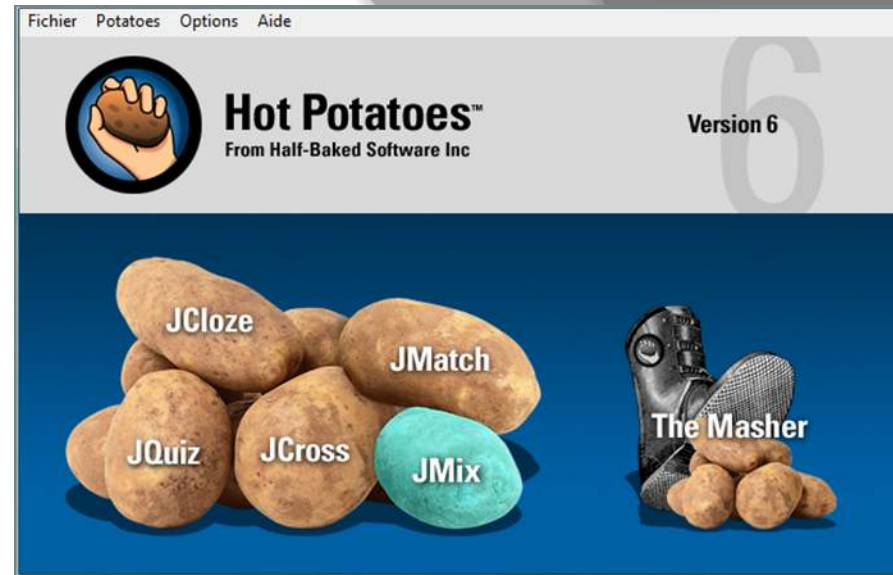 Fichier Potatoes Options Aide
6
Hot Potatoes™
From Half-Baked Software Inc
Version 6
JCloze
JMatch
JQuiz
JCross
JMix
The Masher